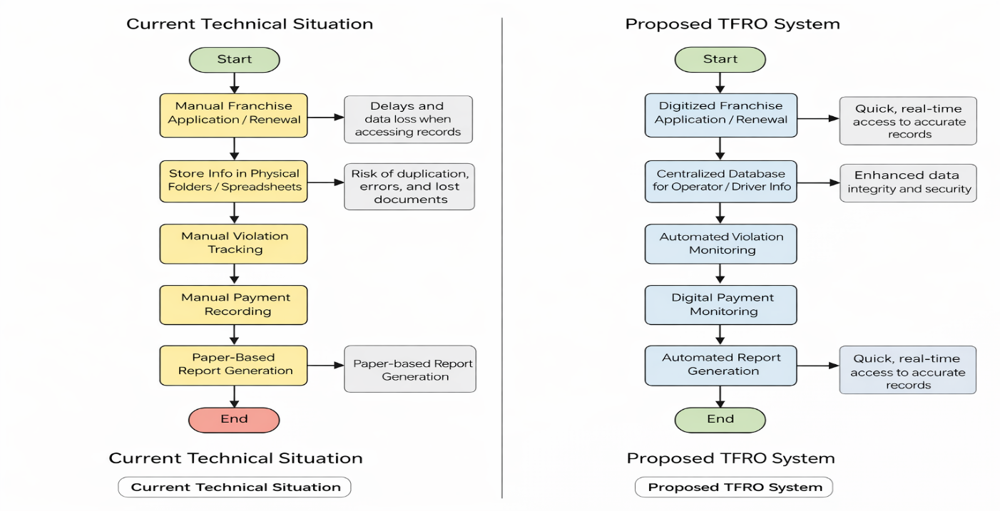 Current Technical Situation
Start
Manual Franchise
Application / Renewal
Delays and
data loss when
accessing records
Store Info in Physical
Folders / Spreadsheets
Risk of duplication,
errors, and lost
documents
Manual Violation
Tracking
Manual Payment
Recording
Paper-Based
Report Generation
Paper-based Report
Generation
End
Current Technical Situation
Current Technical Situation
Proposed TFRO System
Start
Digitized Franchise
Application / Renewal
Quick, real-time
access to accurate
records
Centralized Database
for Operator / Driver Info
Enhanced data
integrity and security
Automated Violation
Monitoring
Digital Payment
Monitoring
Automated Report
Generation
Quick, real-time
access to accurate
records
End
Proposed TFRO System
Proposed TFRO System